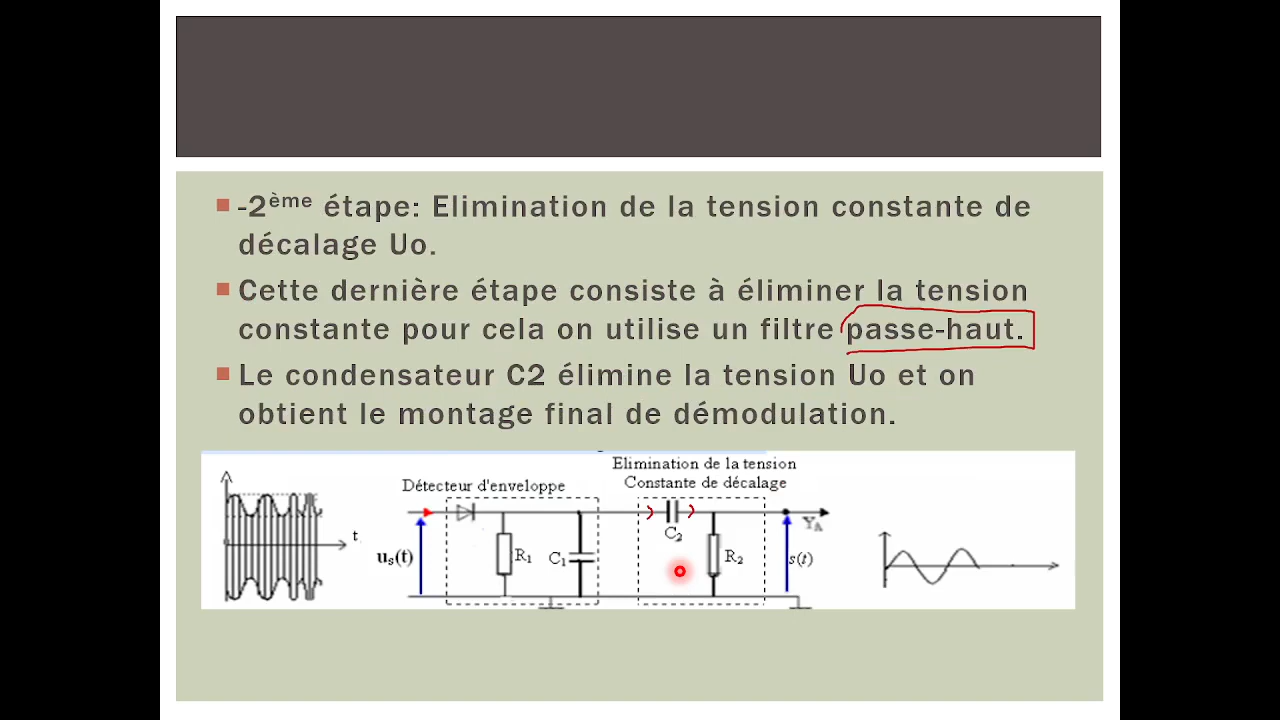 -2ème étape: Elimination de la tension constante de
décalage Uo.
Cette dernière étape consiste à éliminer la tension
constante pour cela on utilise un filtre passe-haut.
Le condensateur C2 élimine la tension Uo et on
obtient le montage final de démodulation.
Elimination de la tension
Constante de décalage
Détecteur d'enveloppe
t
us(t)
R1
C1
C2
R2
s(t)
YA